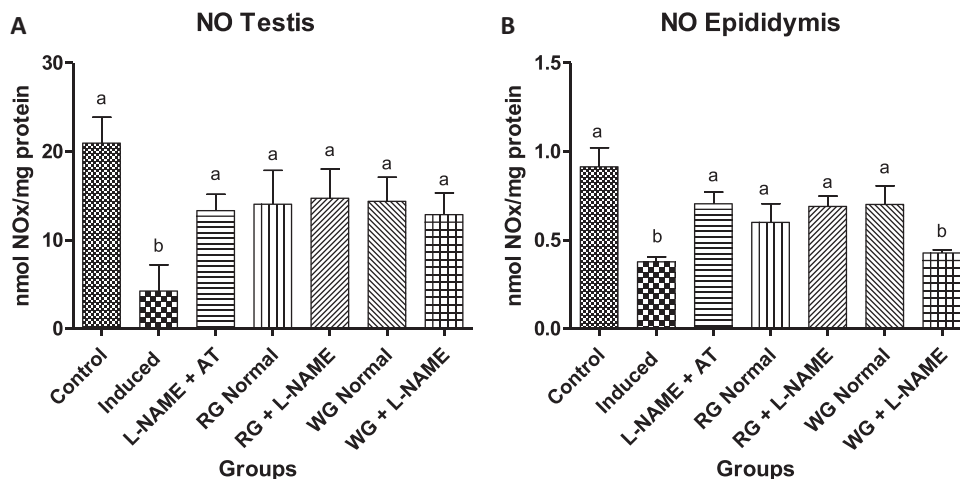 A
NO Testis
nmol NOx/mg protein
30
20
10
0
a
b
a
a
a
a
a
Control
Induced
L-NAME + AT
RG Normal
RG + L-NAME
WG Normal
WG + L-NAME
Groups
B
NO Epididymis
nmol NOx/mg protein
1.5
1.0
0.5
0.0
a
b
a
a
a
a
b
Control
Induced
L-NAME + AT
RG Normal
RG + L-NAME
WG Normal
WG + L-NAME
Groups